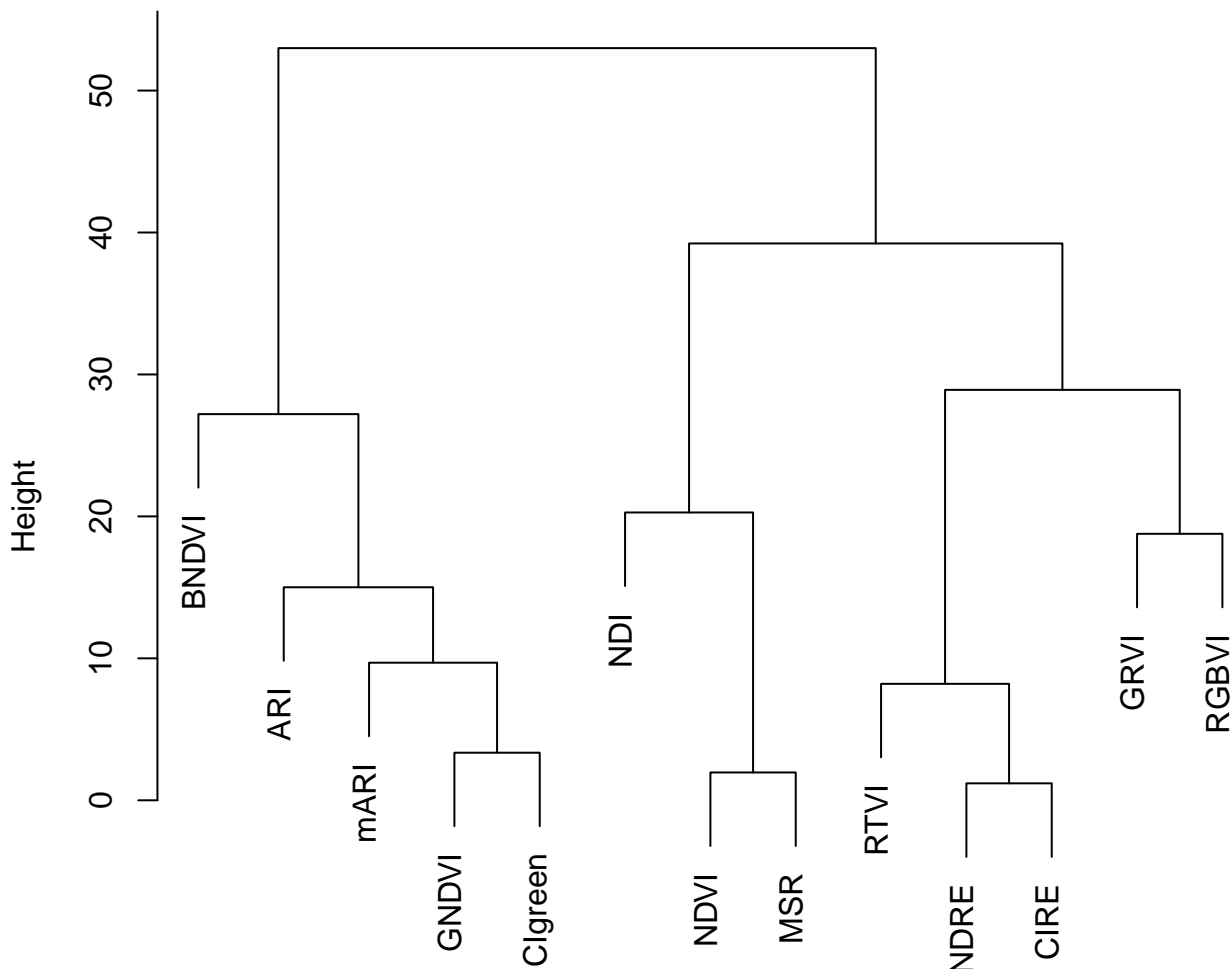 Height
50
40
30
20
10
0
BNDVI
ARI
mARI
GNDVI
CIgreen
NDI
NDVI
MSR
RTVI
NDRE
CIRE
GRVI
RGBVI